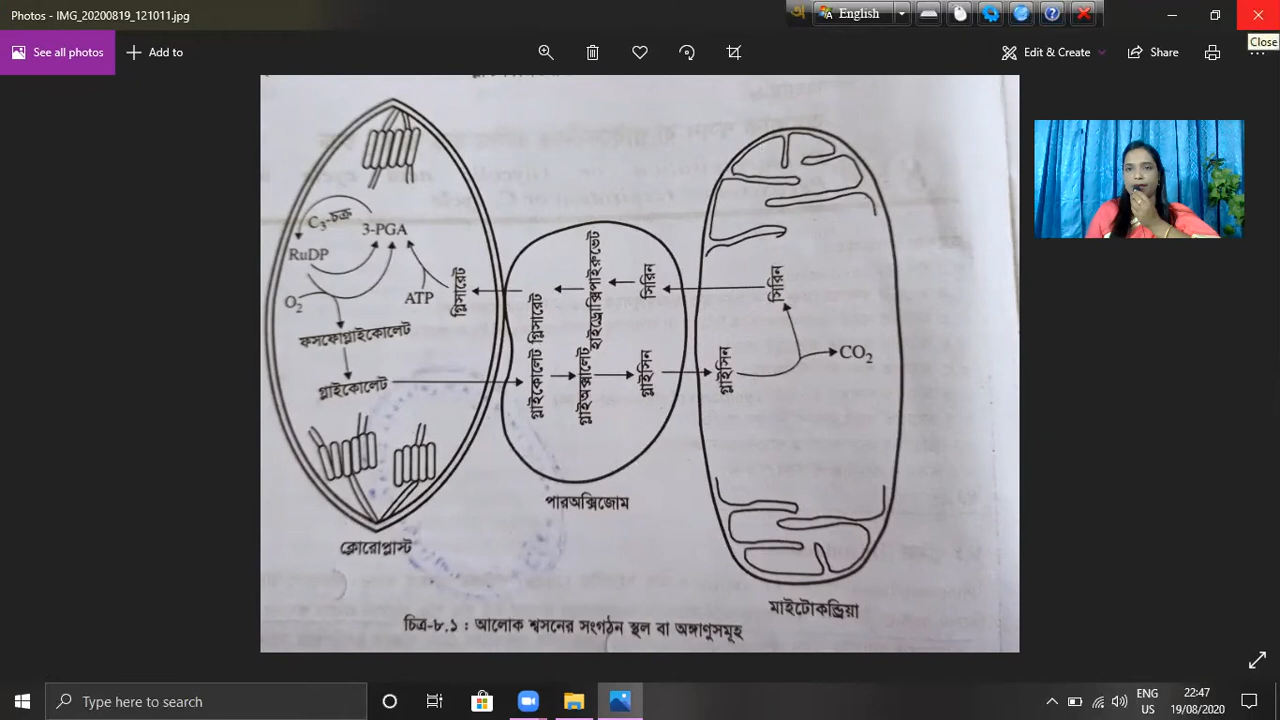 Photos - IMG_20200819_121011.jpg
অ
English
Close
See all photos
Add to
Edit & Create
Share
C3-চক্র
3-PGA
RuDP
O2
ATP
গ্লিসারেট
ফসফোগ্লাইকোলেট
গ্লাইকোলেট
গ্লাইকোলেট গ্লিসারেট
গ্লাইঅক্সালেট
হাইড্রোক্সিপাইরুভেট
সিরিন
গ্লাইসিন
সিরিন
গ্লাইসিন
CO2
পারঅক্সিজোম
ক্লোরোপ্লাস্ট
মাইটোকন্ড্রিয়া
চিত্র-৮.১ : আলোক শ্বসনের সংগঠন স্থল বা অঙ্গাণুসমূহ
Type here to search
ENG
US
22:47
19/08/2020